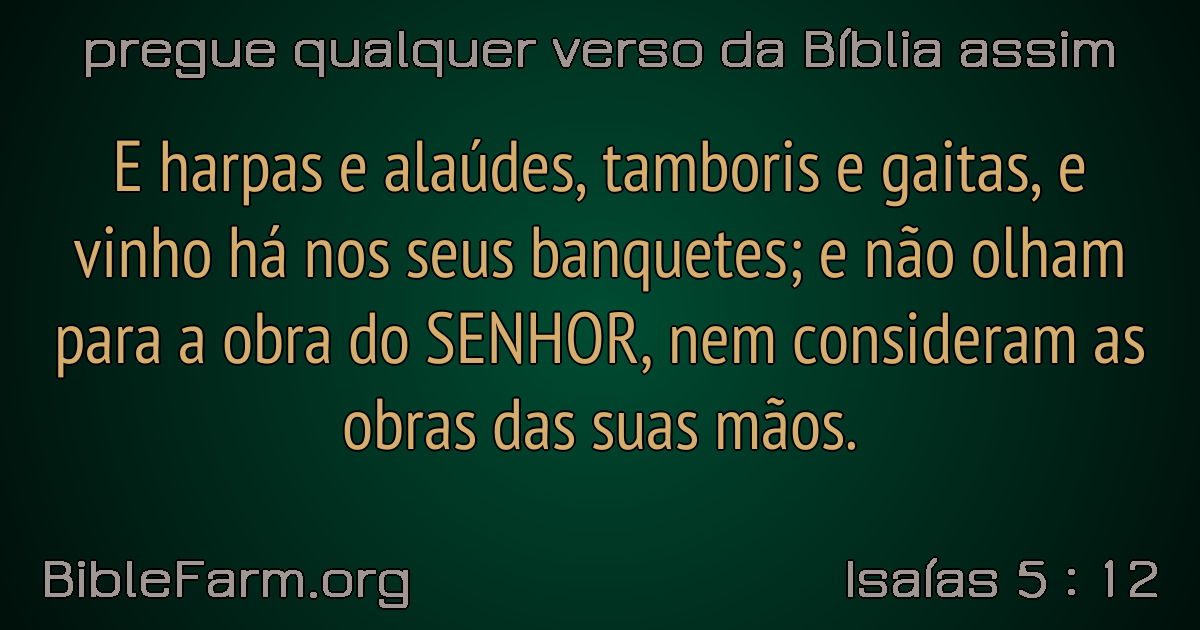 pregue qualquer verso da Bíblia assim
E harpas e alaúdes, tamboris e gaitas, e
vinho há nos seus banquetes; e não olham
para a obra do SENHOR, nem consideram as
obras das suas mãos.
BibleFarm.org
Isaías 5 : 12